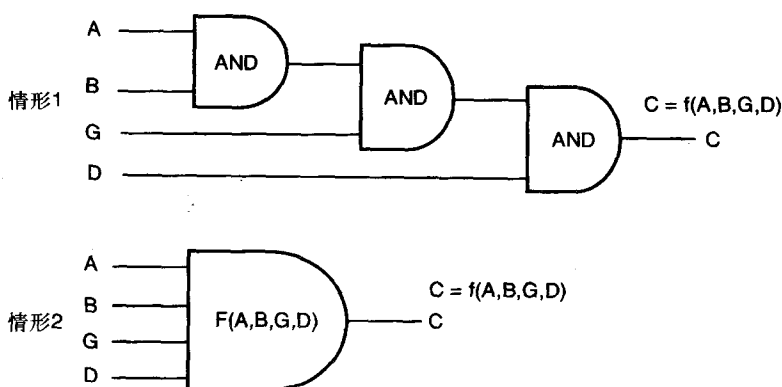 A
AND
B
情形1
AND
C = f(A,B,G,D)
G
AND
C
D
A
C = f(A,B,G,D)
B
情形2
F(A,B,G,D)
C
G
D